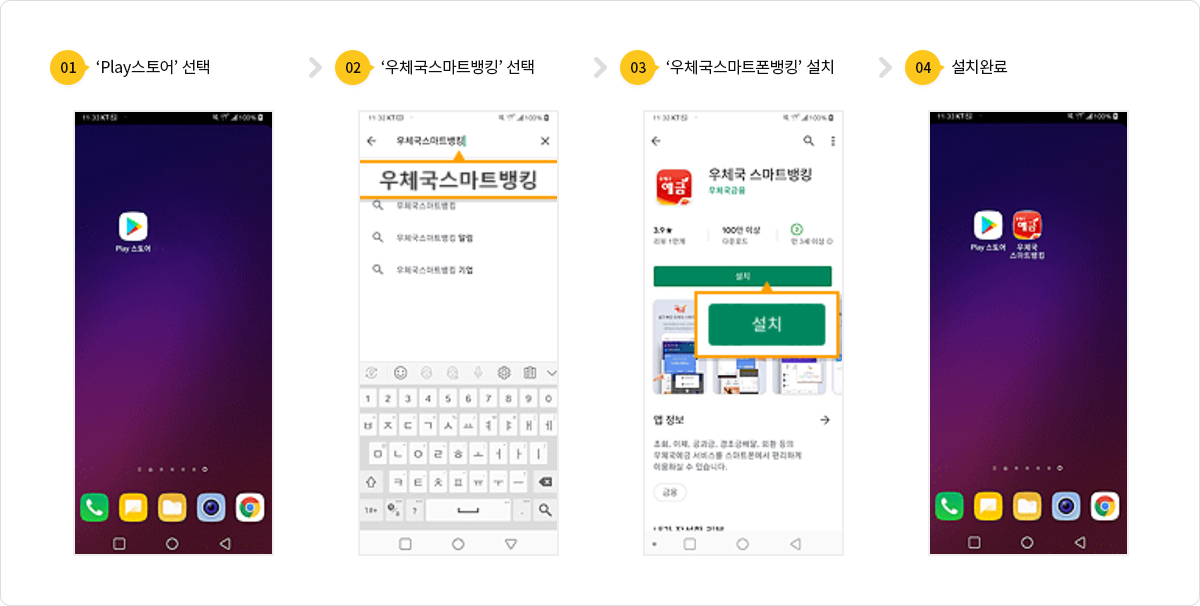 01 ‘Play스토어’ 선택
02 ‘우체국스마트뱅킹’ 선택
03 ‘우체국스마트폰뱅킹’ 설치
04 설치완료
11:33 KT
100%
Play 스토어
11:33 KT
100%
우체국스마트뱅킹
우체국스마트뱅킹
우체국스마트뱅킹
우체국스마트뱅킹 알림
우체국스마트뱅킹 기업
1 2 3 4 5 6 7 8 9 0
ㅂ ㅈ ㄷ ㄱ ㅅ ㅛ ㅕ ㅑ ㅐ ㅔ
ㅁ ㄴ ㅇ ㄹ ㅎ ㅗ ㅓ ㅏ ㅣ
ㅋ ㅌ ㅊ ㅍ ㅠ ㅜ ㅡ
?
.
11:33 KT
100%
예금
우체국 스마트뱅킹
우체국금융
3.9★
리뷰 1만개
100만 이상
다운로드
3
만 3세 이상
설치
설치
앱 정보
조회, 이체, 공과금, 경조금배달, 외환 등의
우체국예금 서비스를 스마트폰에서 편리하게
이용하실 수 있습니다.
금융
11:33 KT
100%
예금
Play 스토어
우체국
스마트뱅킹